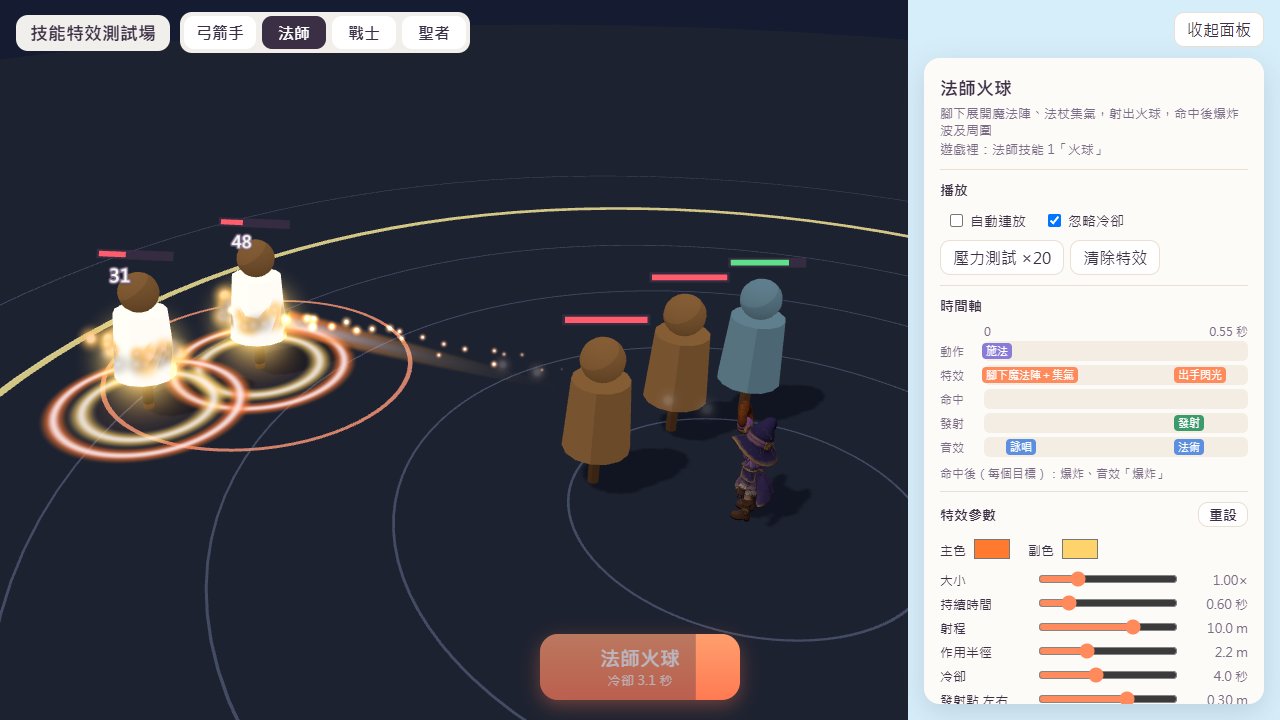 技能特效測試場
弓箭手
法師
戰士
聖者
收起面板
法師火球
腳下展開魔法陣、法杖集氣，射出火球，命中後爆炸
波及周圍
遊戲裡：法師技能 1「火球」
播放
自動連放
忽略冷卻
壓力測試 ×20
清除特效
時間軸
0
0.55 秒
動作
施法
特效
腳下魔法陣＋集氣
出手閃光
命中
發射
發射
音效
詠唱
法術
命中後（每個目標）：爆炸、音效「爆炸」
特效參數
重設
主色
副色
大小
1.00×
持續時間
0.60 秒
射程
10.0 m
作用半徑
2.2 m
冷卻
4.0 秒
發射點 左右
0.30 m
48
31
法師火球
冷卻 3.1 秒